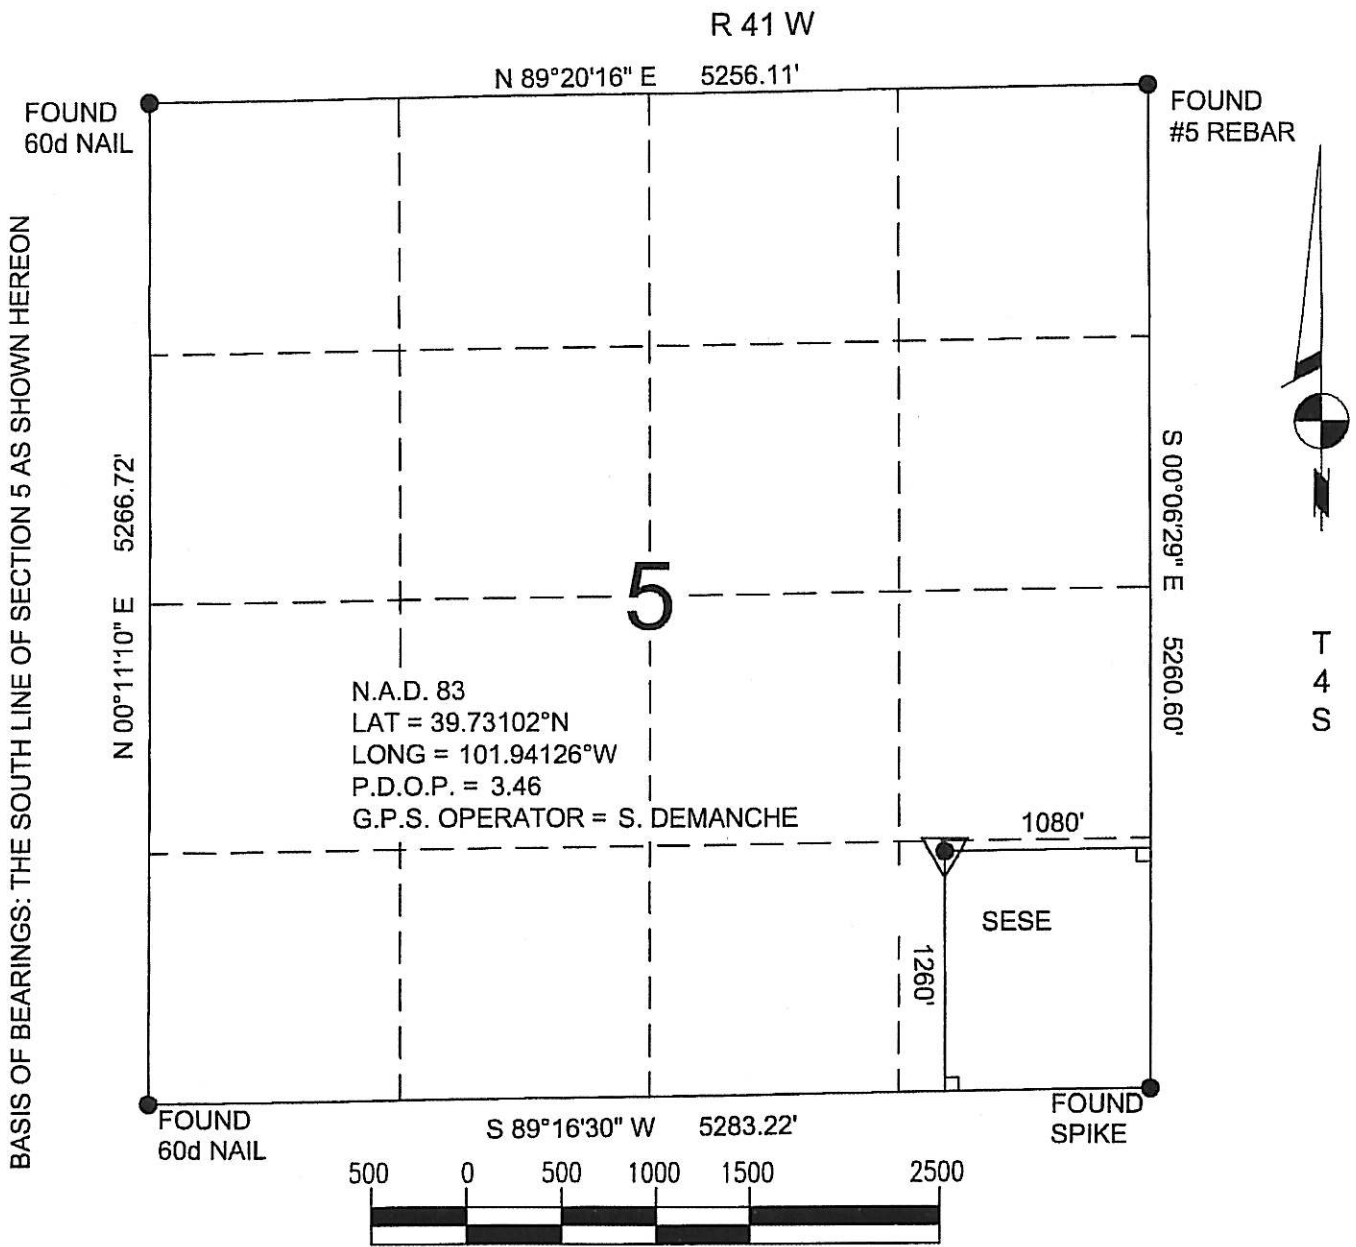 R 41 W
N 89°20'16" E 5256.11'
FOUND
60d NAIL
FOUND
#5 REBAR
BASIS OF BEARINGS: THE SOUTH LINE OF SECTION 5 AS SHOWN HEREON
N 00°11'10" E 5266.72'
S 00°06'29" E 5260.60'
N
5
T
4
S
N.A.D. 83
LAT = 39.73102°N
LONG = 101.94126°W
P.D.O.P. = 3.46
G.P.S. OPERATOR = S. DEMANCHE
1080'
SESE
1260'
FOUND
60d NAIL
S 89°16'30" W 5283.22'
FOUND
SPIKE
500 0 500 1000 1500 2500